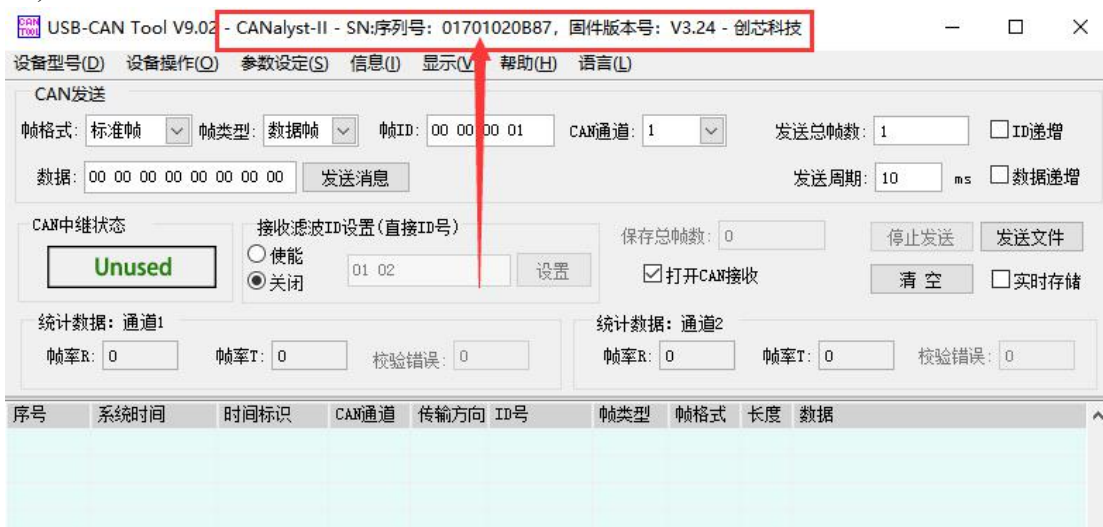 USB-CAN Tool V9.02 - CANalyst-II - SN:序列号: 01701020B87, 固件版本号: V3.24 - 创芯科技
设备型号(D) 设备操作(O) 参数设定(S) 信息(I) 显示(V) 帮助(H) 语言(L)
CAN发送
帧格式: 标准帧 帧类型: 数据帧 帧ID: 00 00 00 01 CAN通道: 1 发送总帧数: 1 ID递增
数据: 00 00 00 00 00 00 00 00 发送消息 发送周期: 10 ms 数据递增
CAN中继状态 接收滤波ID设置(直接ID号) 保存总帧数: 0 停止发送 发送文件
Unused 使能 01 02 设置
关闭 打开CAN接收 清 空 实时存储
统计数据: 通道1 统计数据: 通道2
帧率R: 0 帧率T: 0 校验错误: 0 帧率R: 0 帧率T: 0 校验错误: 0
序号 系统时间 时间标识 CAN通道 传输方向 ID号 帧类型 帧格式 长度 数据